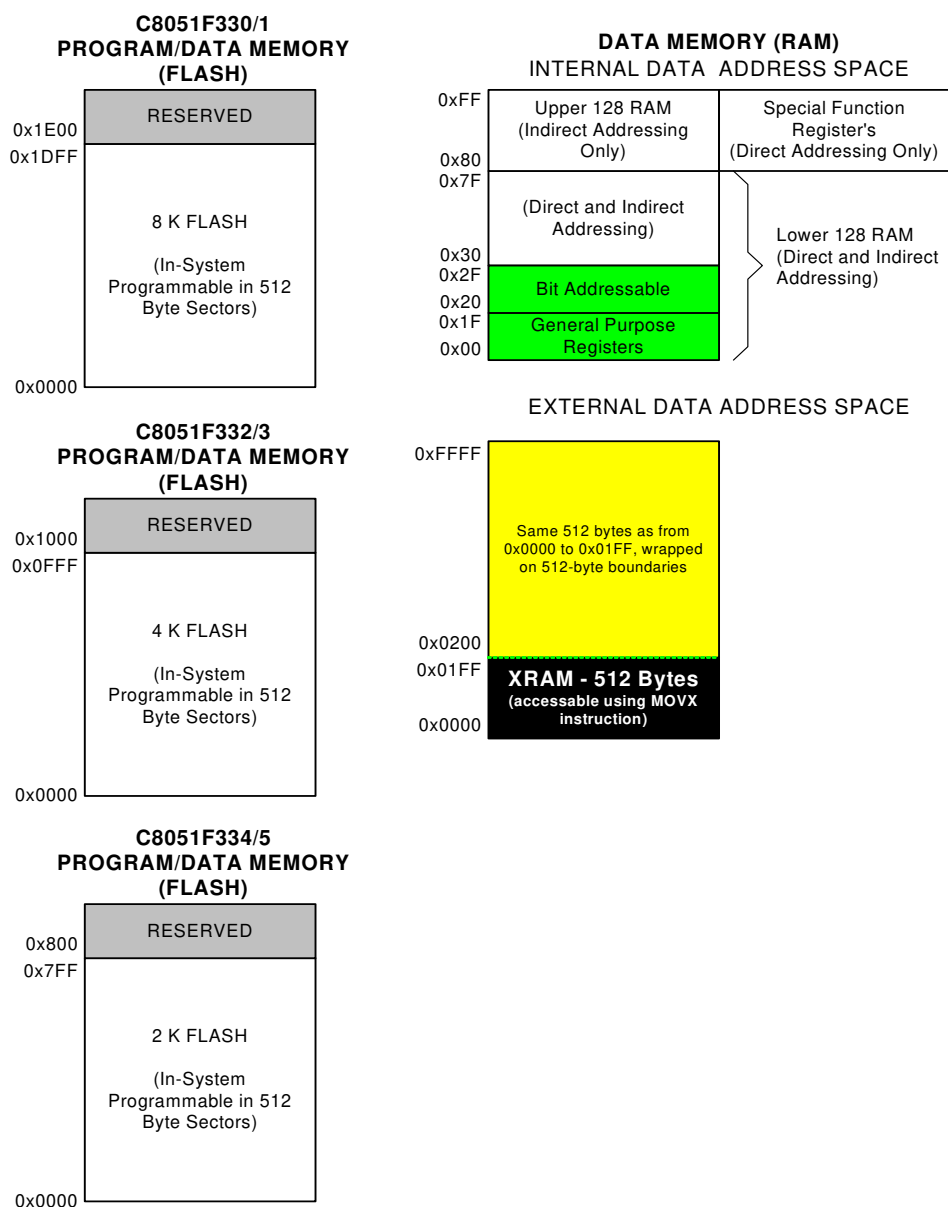 C8051F330/1
PROGRAM/DATA MEMORY
(FLASH)
RESERVED
0x1E00
0x1DFF
8 K FLASH
(In-System
Programmable in 512
Byte Sectors)
0x0000
C8051F332/3
PROGRAM/DATA MEMORY
(FLASH)
RESERVED
0x1000
0x0FFF
4 K FLASH
(In-System
Programmable in 512
Byte Sectors)
0x0000
C8051F334/5
PROGRAM/DATA MEMORY
(FLASH)
RESERVED
0x800
0x7FF
2 K FLASH
(In-System
Programmable in 512
Byte Sectors)
0x0000
DATA MEMORY (RAM)
INTERNAL DATA ADDRESS SPACE
0xFF
Upper 128 RAM
(Indirect Addressing
Only)
0x80
Special Function
Register's
(Direct Addressing Only)
0x7F
(Direct and Indirect
Addressing)
0x30
0x2F
Bit Addressable
0x20
0x1F
General Purpose
Registers
0x00
Lower 128 RAM
(Direct and Indirect
Addressing)
EXTERNAL DATA ADDRESS SPACE
0xFFFF
Same 512 bytes as from
0x0000 to 0x01FF, wrapped
on 512-byte boundaries
0x0200
0x01FF
XRAM - 512 Bytes
(accessable using MOVX
instruction)
0x0000